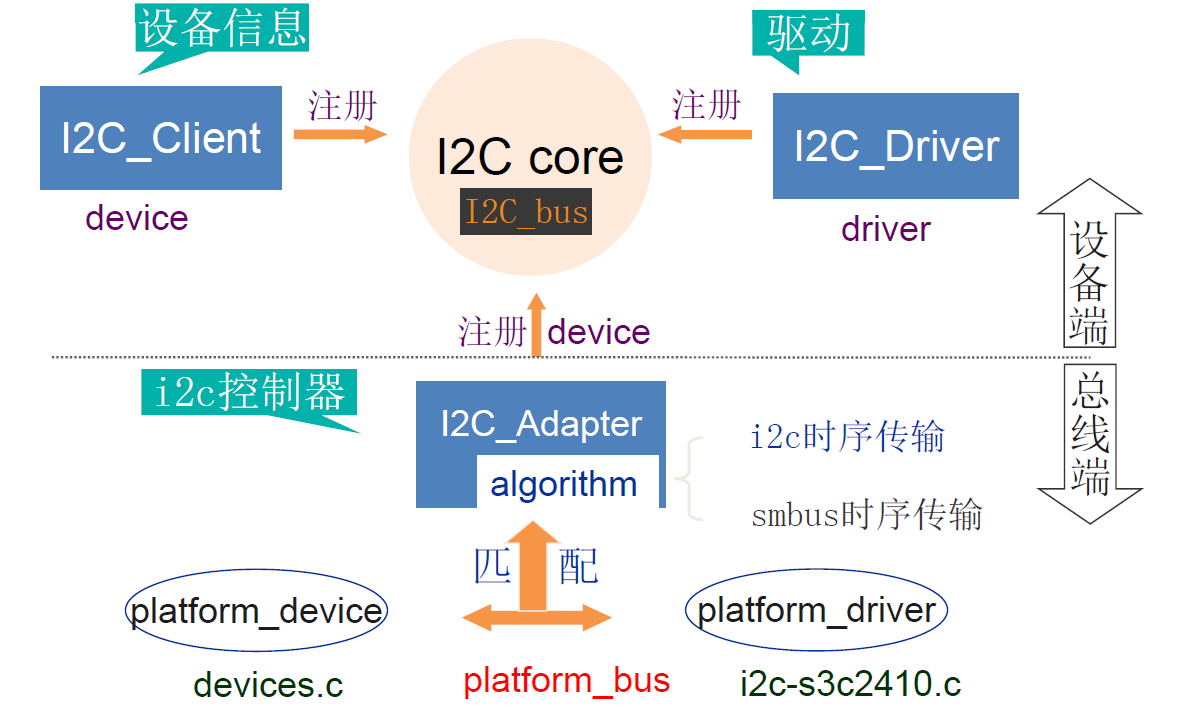 设备信息
驱动
I2C_Client
注册
I2C core
I2C_bus
注册
I2C_Driver
device
driver
设备端
注册
device
i2c控制器
总线端
I2C_Adapter
algorithm
i2c时序传输
smbus时序传输
匹 配
platform_device
platform_driver
devices.c
platform_bus
i2c-s3c2410.c